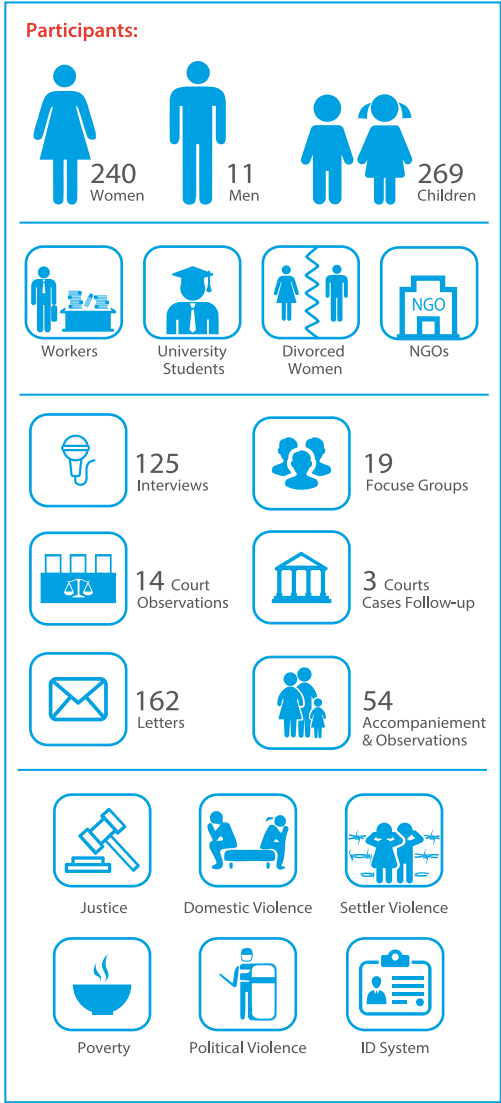 Participants:
240
Women
11
Men
269
Children
Workers
University
Students
Divorced
Women
NGO
NGOs
125
Interviews
19
Focuse Groups
14 Court
Observations
3 Courts
Cases Follow-up
162
Letters
54
Accompaniement
& Observations
Justice
Domestic Violence
Settler Violence
Poverty
Political Violence
ID System